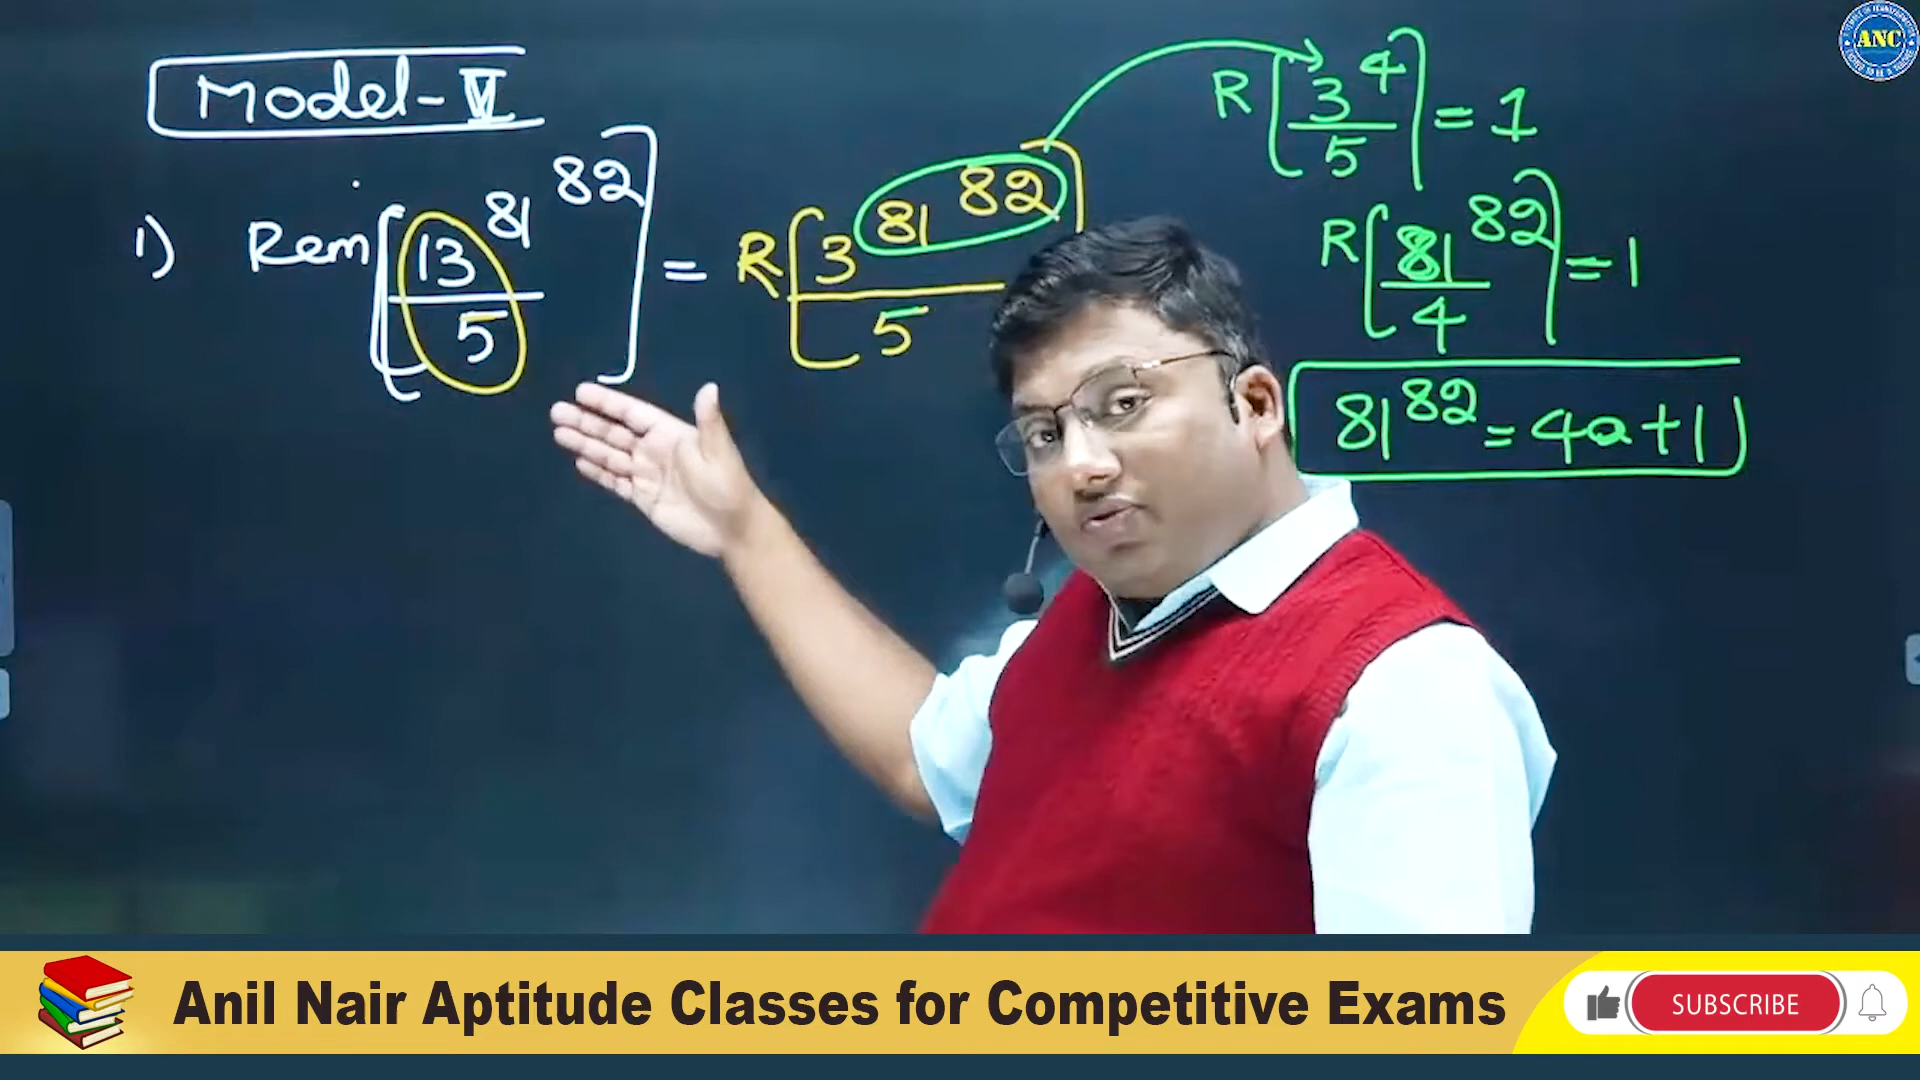 Model-VI
1) Rem[13^81^82 / 5] = R[3^81^82 / 5]
R[3^4 / 5] = 1
R[81^82 / 4] = 1
81^82 = 4a+1
ANC
Anil Nair Aptitude Classes for Competitive Exams
SUBSCRIBE